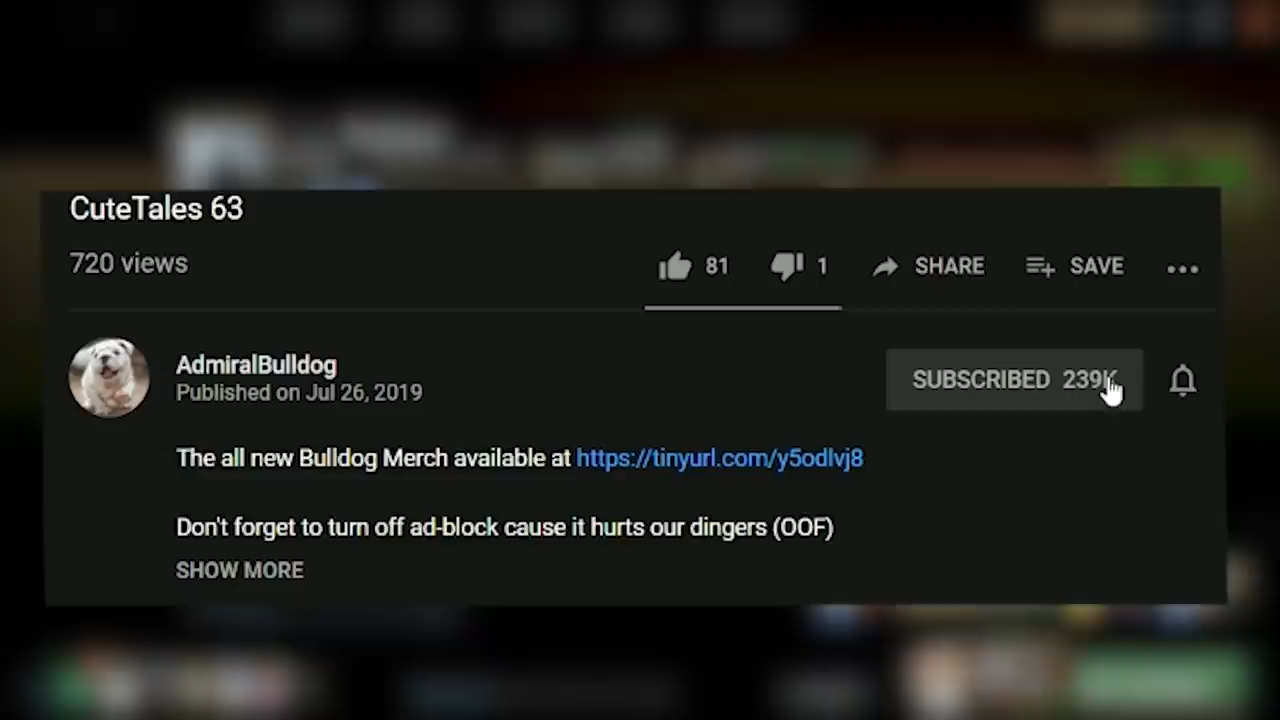 CuteTales 63
720 views
81
1
SHARE
SAVE
AdmiralBulldog
Published on Jul 26, 2019
SUBSCRIBED 239K
The all new Bulldog Merch available at https://tinyurl.com/y5odlvj8
Don't forget to turn off ad-block cause it hurts our dingers (OOF)
SHOW MORE